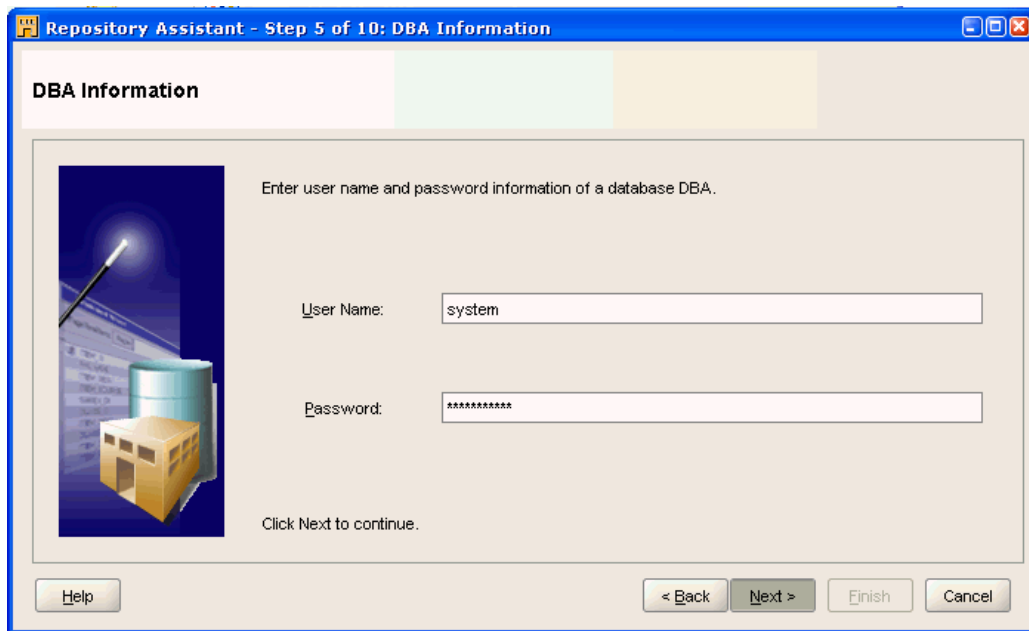 Repository Assistant - Step 5 of 10: DBA Information
DBA Information
Enter user name and password information of a database DBA.
User Name: system
Password: ***********
Click Next to continue.
Help < Back Next > Finish Cancel